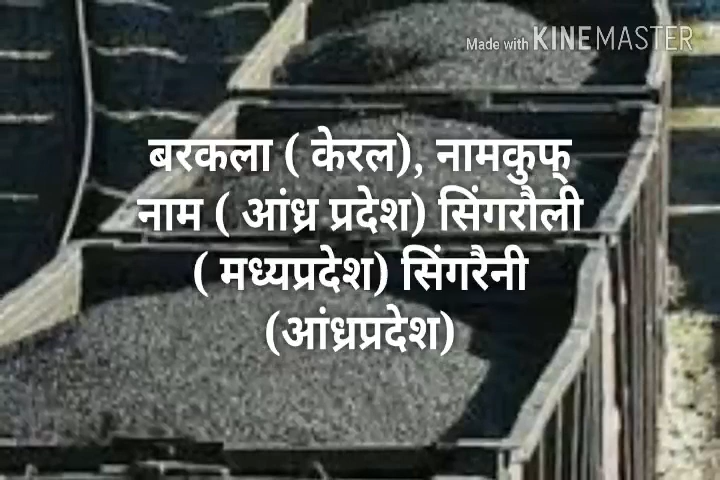 Made with KINEMASTER
बरकला ( केरल), नामकुफ्
नाम ( आंध्र प्रदेश) सिंगरौली
( मध्यप्रदेश) सिंगरैनी
(आंध्रप्रदेश)